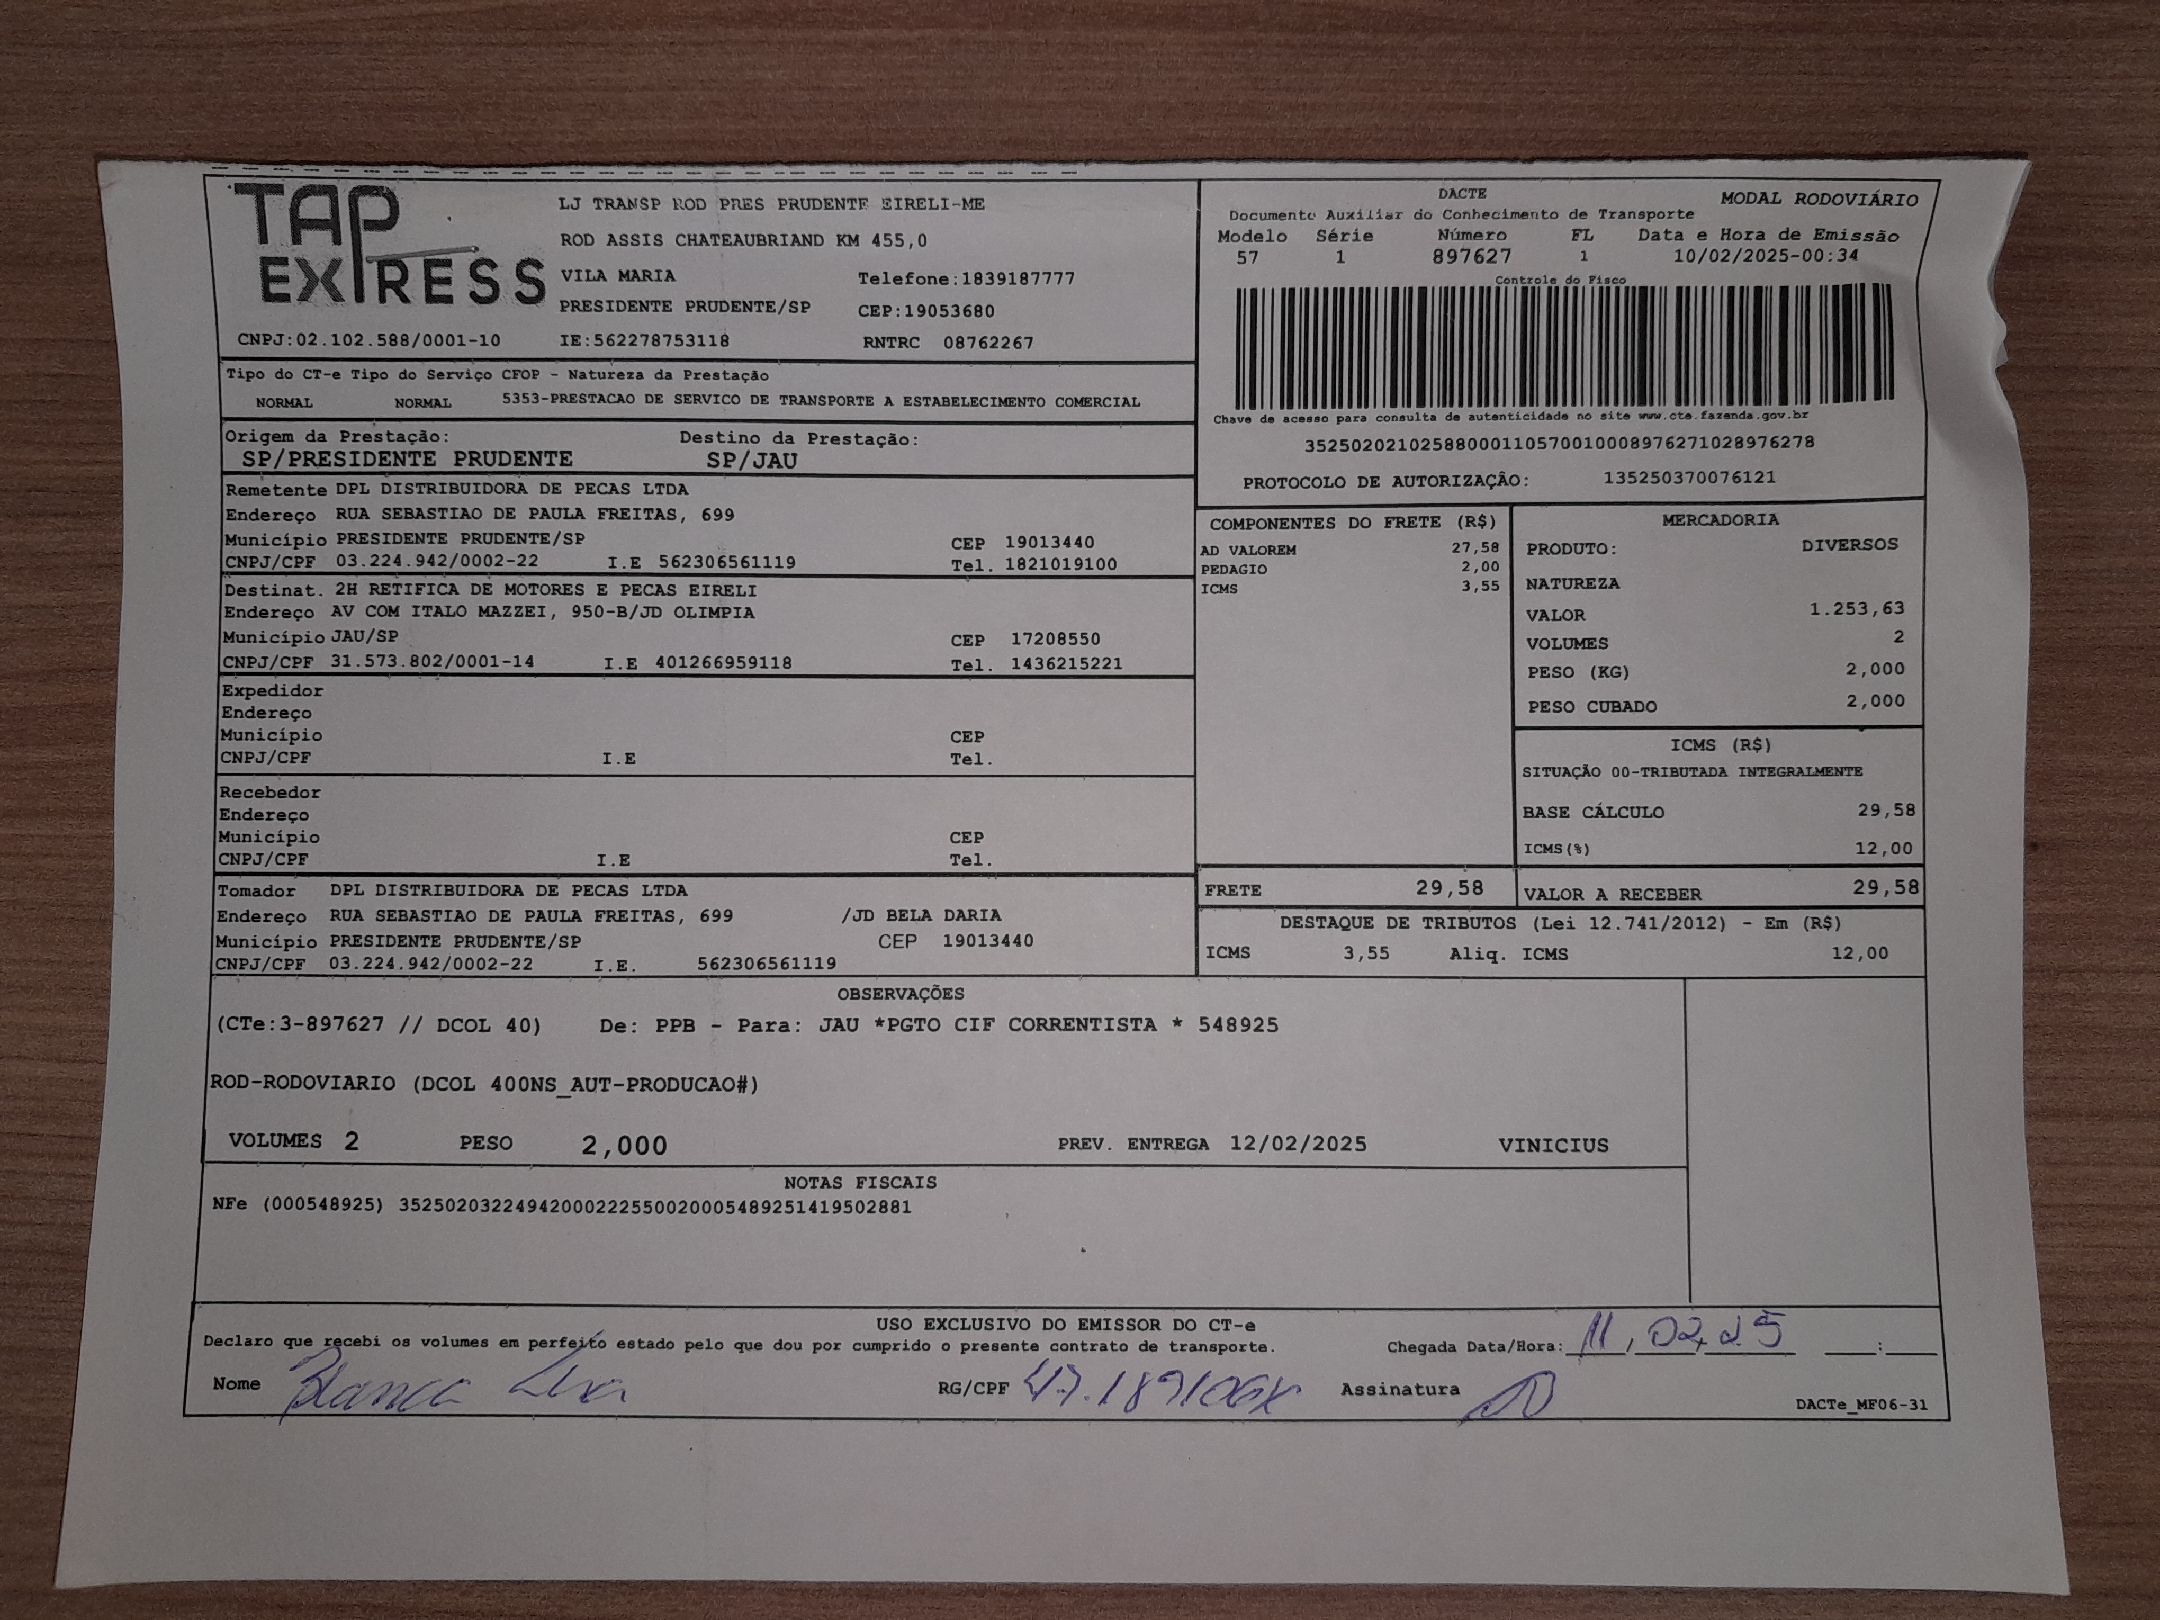 TAP EXPRESS
LJ TRANSP ROD PRES PRUDENTE EIRELI-ME
ROD ASSIS CHATEAUBRIAND KM 455,0
VILA MARIA Telefone:1839187777
PRESIDENTE PRUDENTE/SP CEP:19053680
CNPJ:02.102.588/0001-10 IE:562278753118 RNTRC 08762267
DACTE MODAL RODOVIÁRIO
Documento Auxiliar do Conhecimento de Transporte
Modelo Série Número FL Data e Hora de Emissão
57 1 897627 1 10/02/2025-00:34
Controle do Fisco
Chave de acesso para consulta de autenticidade no site www.cte.fazenda.gov.br
35250202102588000110570010008976271028976278
PROTOCOLO DE AUTORIZAÇÃO: 135250370076121
Tipo do CT-e Tipo do Serviço CFOP - Natureza da Prestação
NORMAL NORMAL 5353-PRESTACAO DE SERVICO DE TRANSPORTE A ESTABELECIMENTO COMERCIAL
Origem da Prestação: Destino da Prestação:
SP/PRESIDENTE PRUDENTE SP/JAU
Remetente DPL DISTRIBUIDORA DE PECAS LTDA
Endereço RUA SEBASTIAO DE PAULA FREITAS, 699
Município PRESIDENTE PRUDENTE/SP CEP 19013440
CNPJ/CPF 03.224.942/0002-22 I.E 562306561119 Tel. 1821019100
Destinat. 2H RETIFICA DE MOTORES E PECAS EIRELI
Endereço AV COM ITALO MAZZEI, 950-B/JD OLIMPIA
Município JAU/SP CEP 17208550
CNPJ/CPF 31.573.802/0001-14 I.E 401266959118 Tel. 1436215221
Expedidor
Endereço
Município CEP
CNPJ/CPF I.E Tel.
Recebedor
Endereço
Município CEP
CNPJ/CPF I.E Tel.
Tomador DPL DISTRIBUIDORA DE PECAS LTDA
Endereço RUA SEBASTIAO DE PAULA FREITAS, 699 /JD BELA DARIA
Município PRESIDENTE PRUDENTE/SP CEP 19013440
CNPJ/CPF 03.224.942/0002-22 I.E. 562306561119
COMPONENTES DO FRETE (R$)
AD VALOREM 27,58
PEDAGIO 2,00
ICMS 3,55
MERCADORIA
PRODUTO: DIVERSOS
NATUREZA
VALOR 1.253,63
VOLUMES 2
PESO (KG) 2,000
PESO CUBADO 2,000
ICMS (R$)
SITUAÇÃO 00-TRIBUTADA INTEGRALMENTE
BASE CÁLCULO 29,58
ICMS(%) 12,00
FRETE 29,58 VALOR A RECEBER 29,58
DESTAQUE DE TRIBUTOS (Lei 12.741/2012) - Em (R$)
ICMS 3,55 Aliq. ICMS 12,00
OBSERVAÇÕES
(CTe:3-897627 // DCOL 40) De: PPB - Para: JAU *PGTO CIF CORRENTISTA * 548925
ROD-RODOVIARIO (DCOL 400NS_AUT-PRODUCAO#)
VOLUMES 2 PESO 2,000 PREV. ENTREGA 12/02/2025 VINICIUS
NOTAS FISCAIS
NFe (000548925) 35250203224942000222550020005489251419502881
USO EXCLUSIVO DO EMISSOR DO CT-e
Declaro que recebi os volumes em perfeito estado pelo que dou por cumprido o presente contrato de transporte. Chegada Data/Hora: 11,02,25 :
Nome Bianca RG/CPF Assinatura DACTe_MF06-31